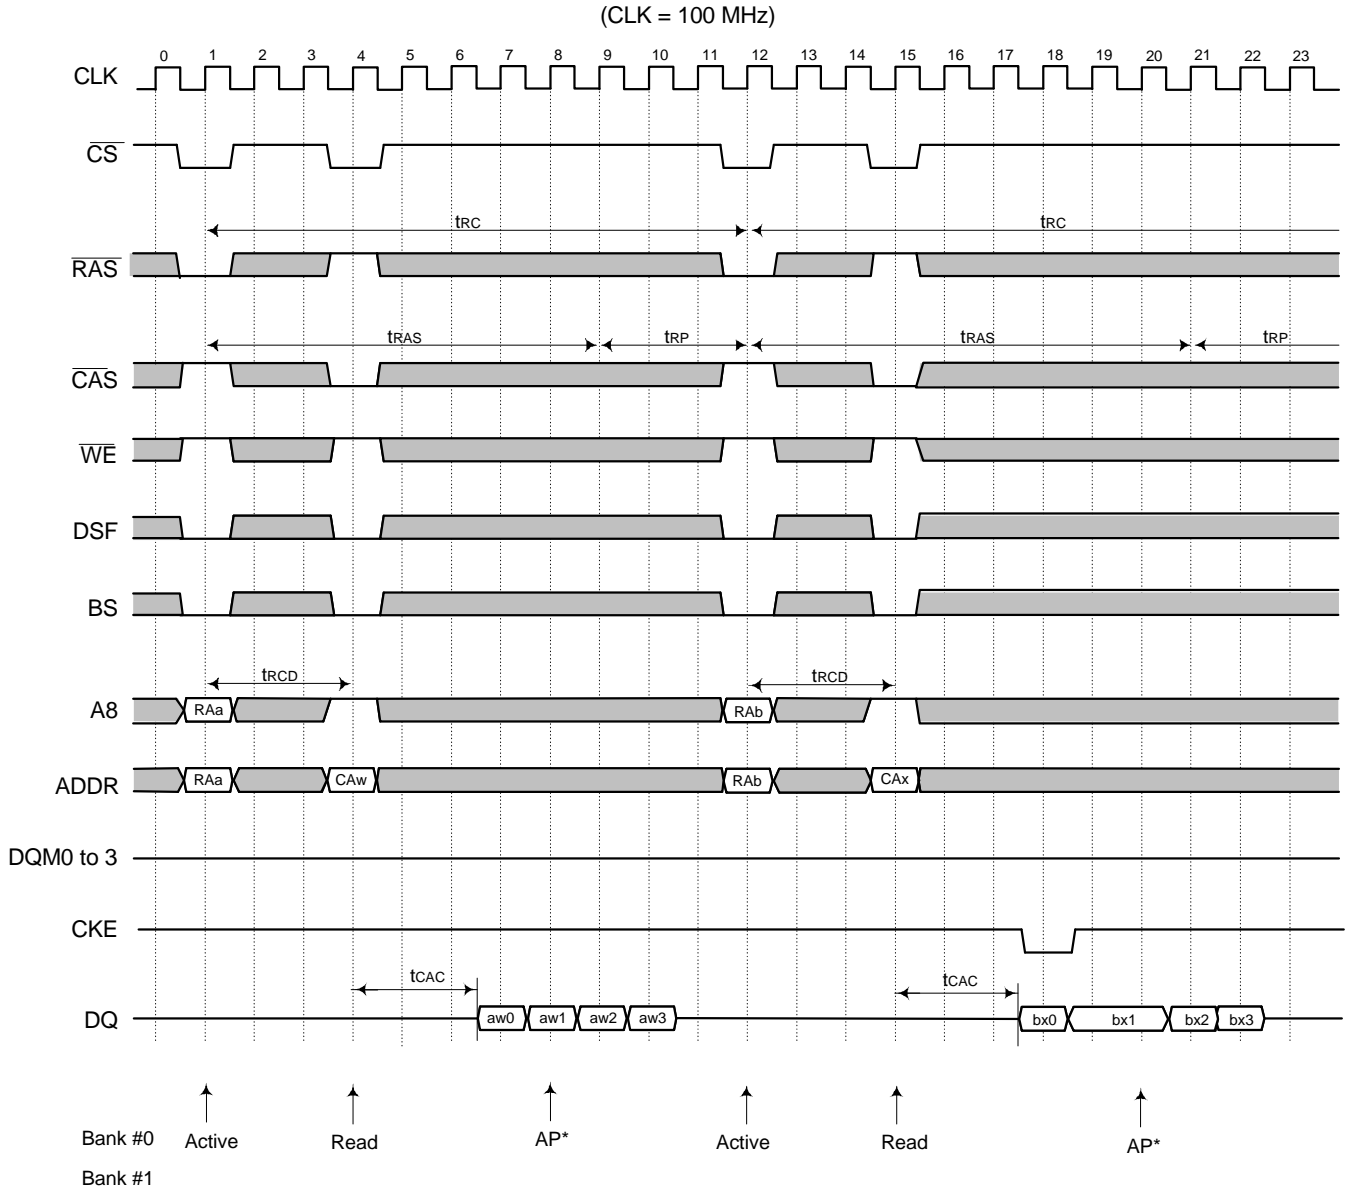 (CLK = 100 MHz)
0 1 2 3 4 5 6 7 8 9 10 11 12 13 14 15 16 17 18 19 20 21 22 23
CLK
CS
tRC tRC
RAS
tRAS tRP tRAS tRP
CAS
WE
DSF
BS
tRCD tRCD
A8 RAa RAb
ADDR RAa CAw RAb CAx
DQM0 to 3
CKE
tCAC tCAC
DQ aw0 aw1 aw2 aw3 bx0 bx1 bx2 bx3
Bank #0 Active Read AP* Active Read AP*
Bank #1